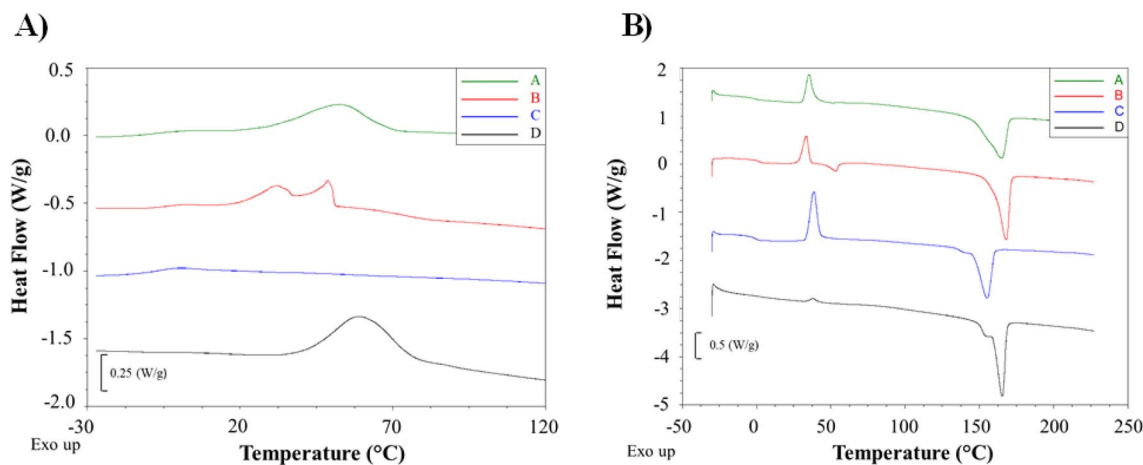 A)
B)
Heat Flow (W/g)
0.5
0.0
-0.5
-1.0
-1.5
-2.0
A
B
C
D
0.25 (W/g)
-30
20
70
120
Exo up
Temperature (°C)
Heat Flow (W/g)
2
1
0
-1
-2
-3
-4
-5
A
B
C
D
0.5 (W/g)
-50
0
50
100
150
200
250
Exo up
Temperature (°C)